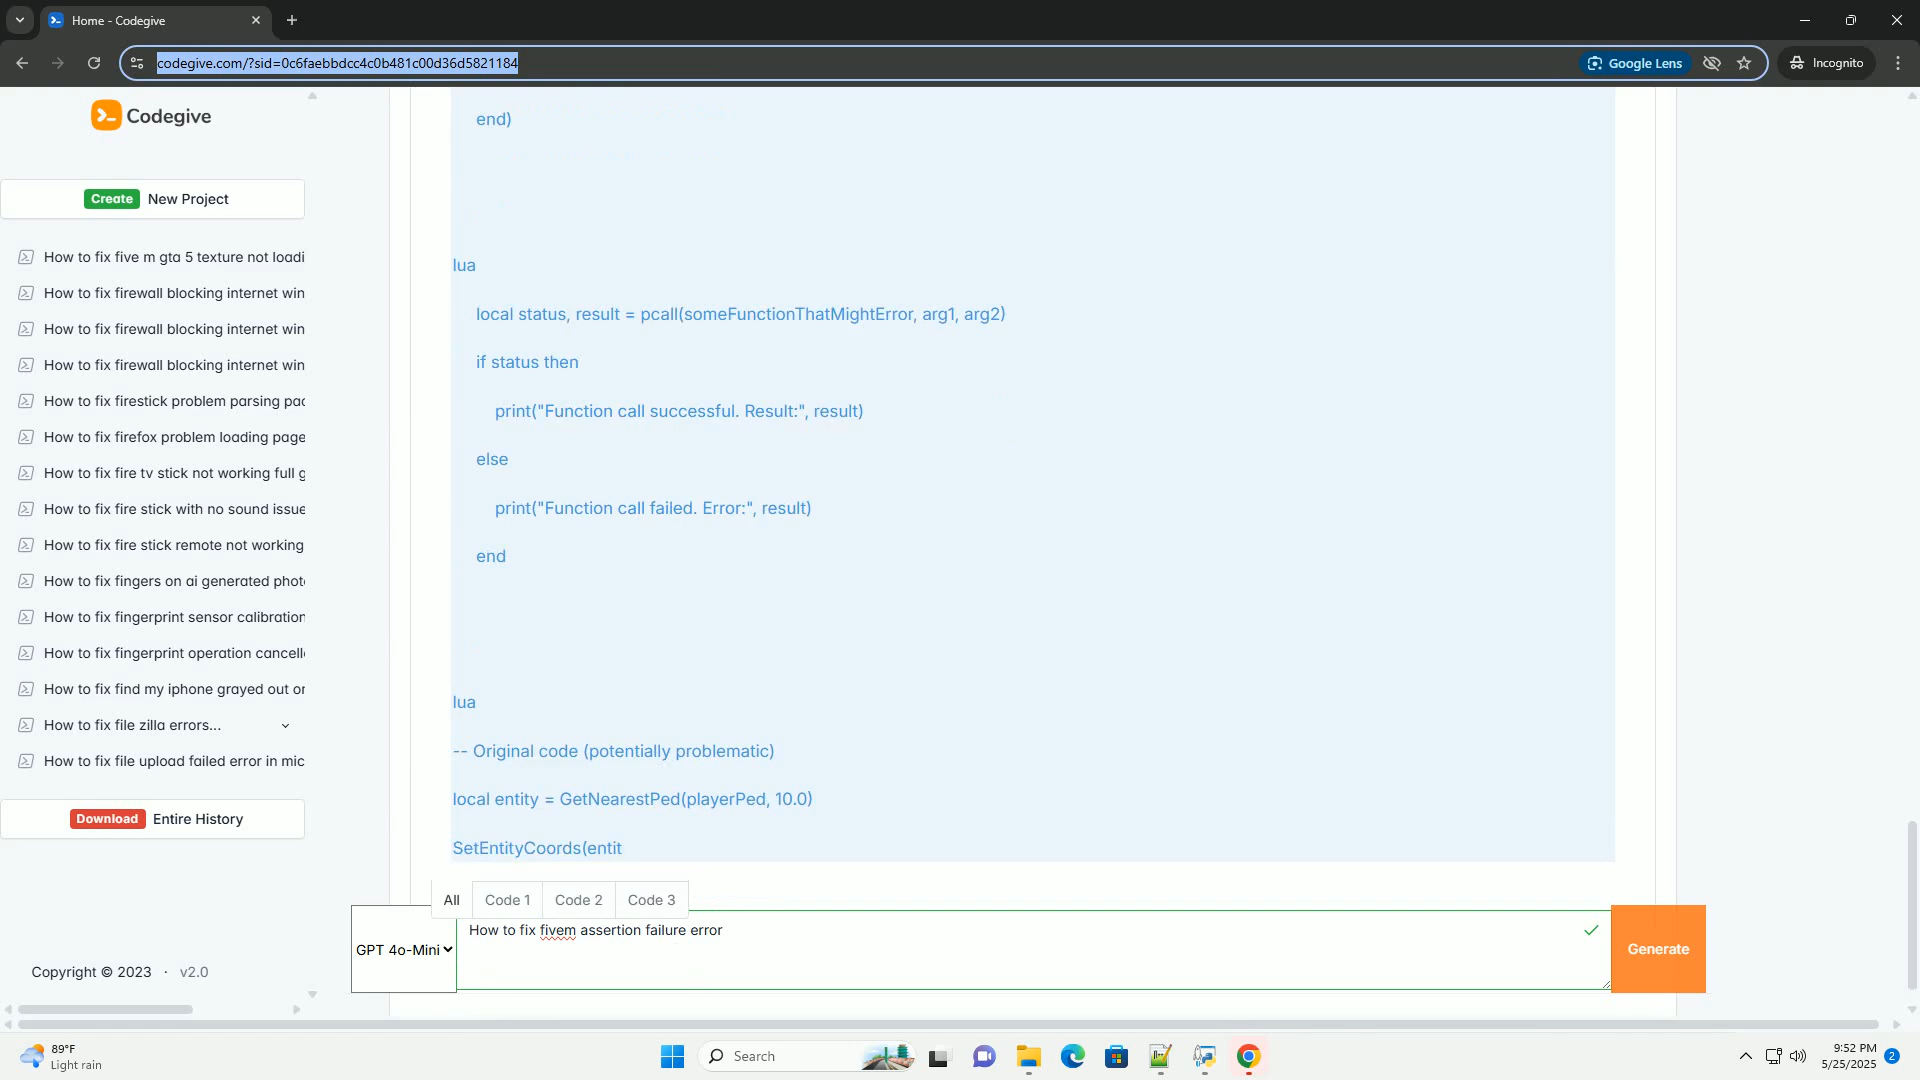 Home - Codegive
codegive.com/?sid=0c6faebbdcc4c0b481c00d36d5821184
Google Lens
Incognito
Codegive
Create New Project
How to fix five m gta 5 texture not loadi
How to fix firewall blocking internet win
How to fix firewall blocking internet win
How to fix firewall blocking internet win
How to fix firestick problem parsing pac
How to fix firefox problem loading page
How to fix fire tv stick not working full g
How to fix fire stick with no sound issue
How to fix fire stick remote not working
How to fix fingers on ai generated photo
How to fix fingerprint sensor calibration
How to fix fingerprint operation cancelle
How to fix find my iphone grayed out or
How to fix file zilla errors...
How to fix file upload failed error in mic
Download Entire History
Copyright © 2023 · v2.0
end)
lua
local status, result = pcall(someFunctionThatMightError, arg1, arg2)
if status then
print("Function call successful. Result:", result)
else
print("Function call failed. Error:", result)
end
lua
-- Original code (potentially problematic)
local entity = GetNearestPed(playerPed, 10.0)
SetEntityCoords(entit
All Code 1 Code 2 Code 3
GPT 4o-Mini
How to fix fivem assertion failure error
Generate
89°F
Light rain
Search
9:52 PM
5/25/2025
2